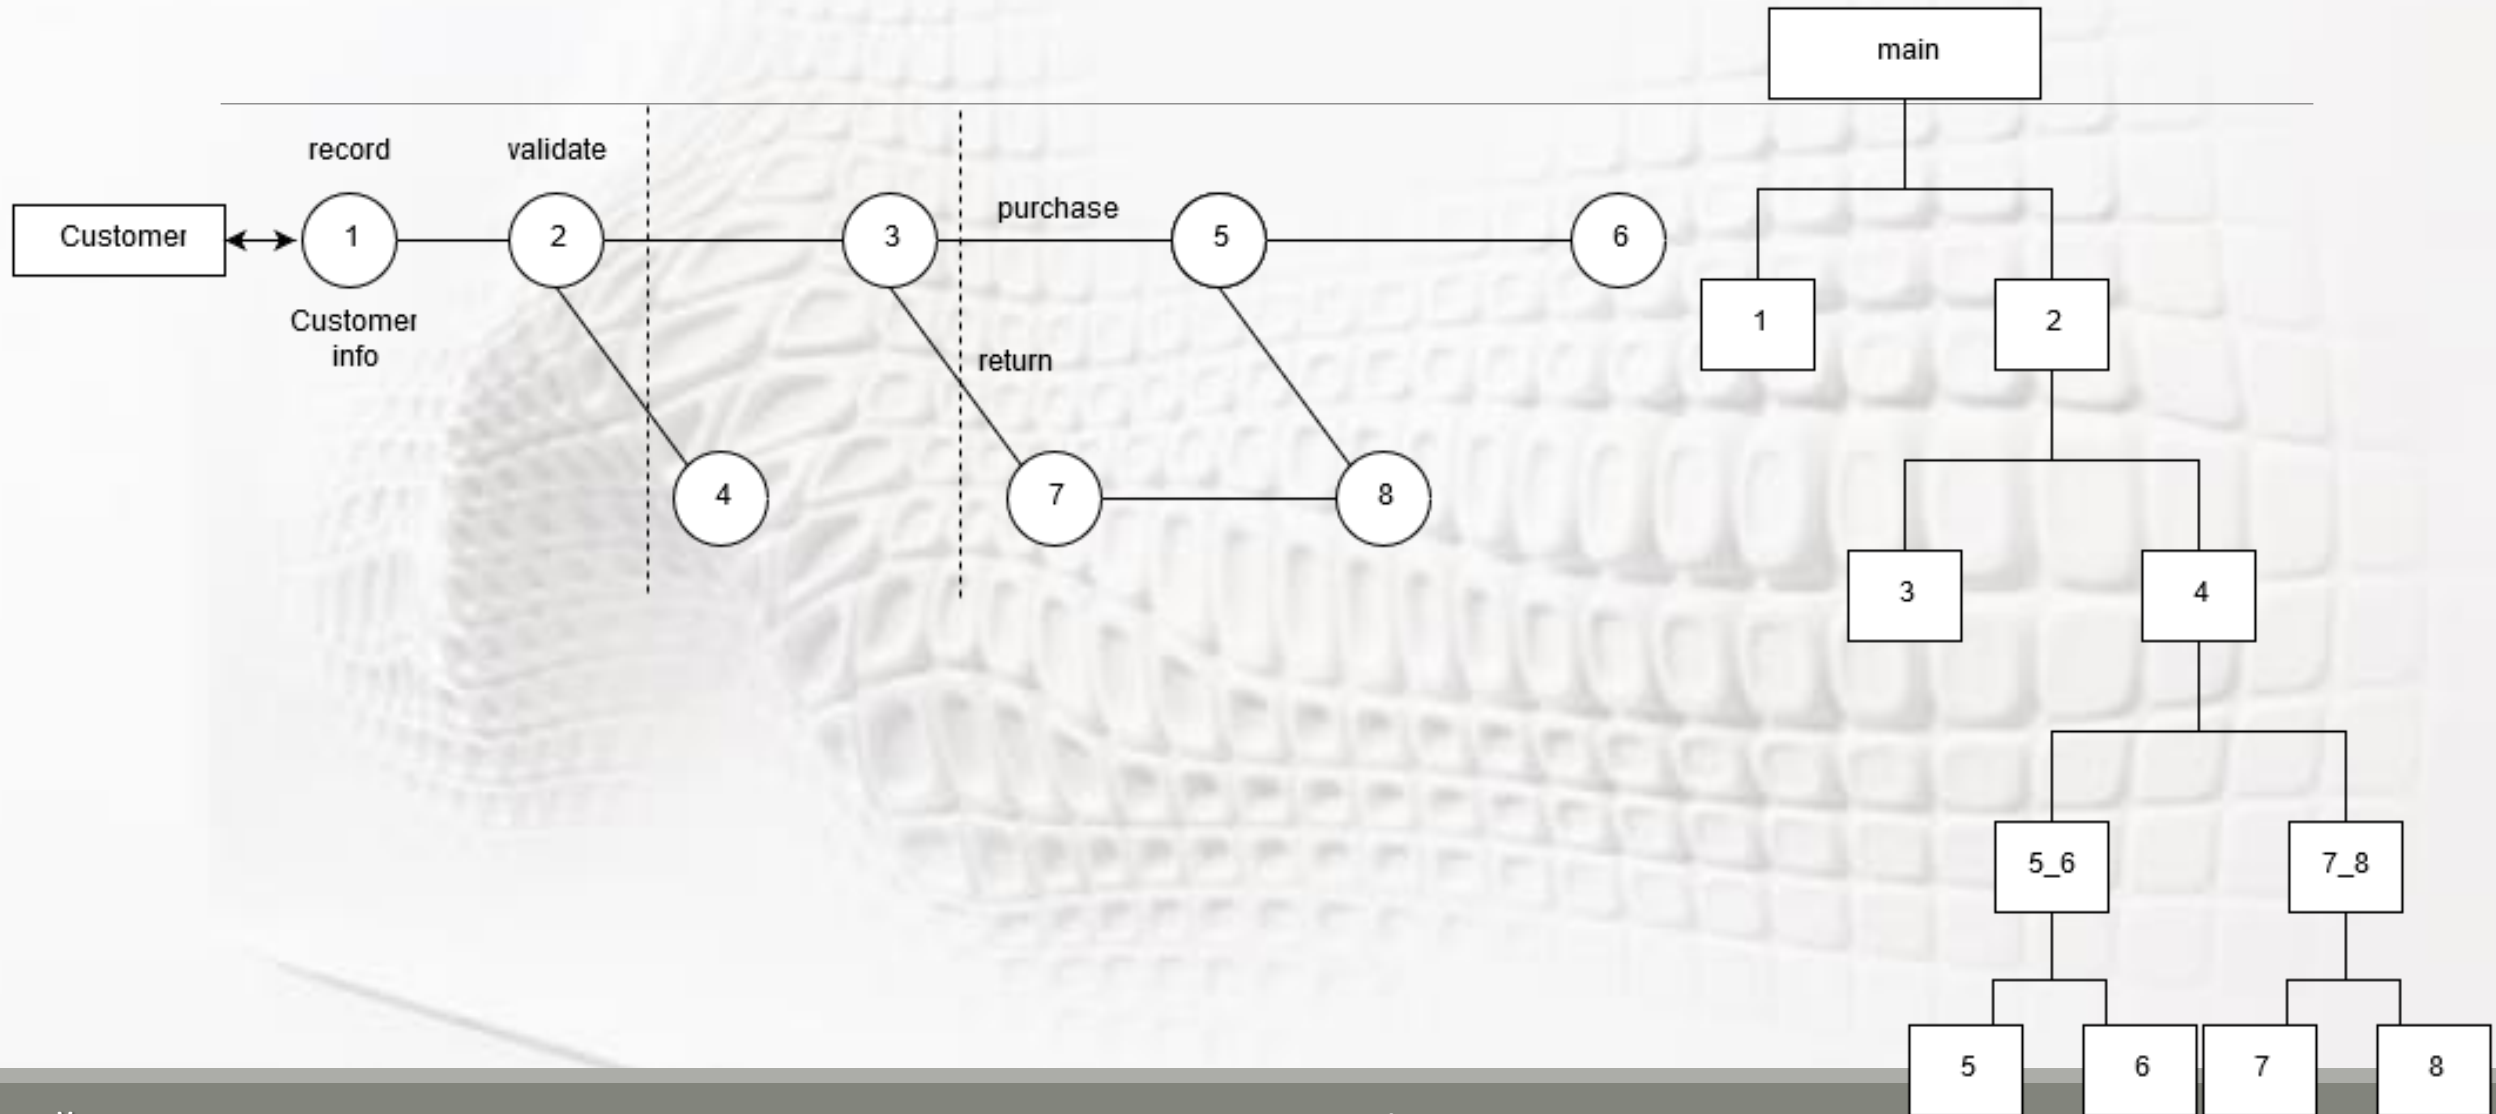 main
record
validate
Customer
1
2
3
purchase
5
6
Customer
info
return
4
7
8
1
2
3
4
5_6
7_8
5
6
7
8